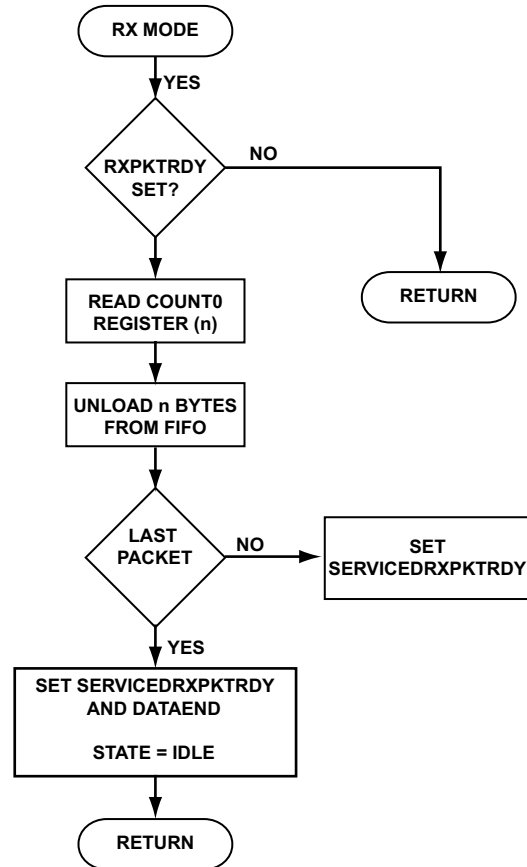 RX MODE
YES
RXPKTRDY
SET?
NO
RETURN
READ COUNT0
REGISTER (n)
UNLOAD n BYTES
FROM FIFO
LAST
PACKET
NO
SET
SERVICEDRXPKTRDY
YES
SET SERVICEDRXPKTRDY
AND DATAEND
STATE = IDLE
RETURN